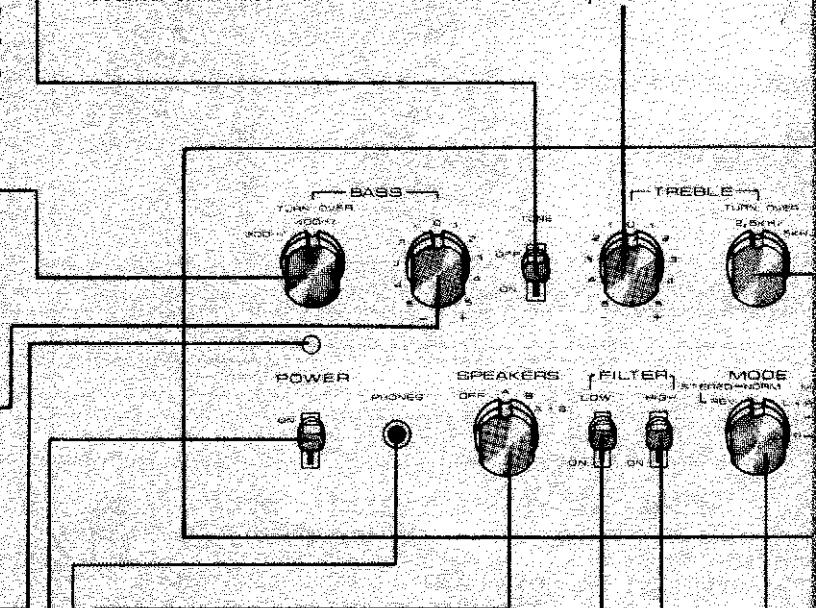 BASS
TREBLE
TURN OVER
400Hz
TONE
TURN OVER
2,5KHz
OFF
ON
POWER
SPEAKERS
FILTER
MODE
PHONES
OFF A B
A+B
LOW
HIGH
STEREO-NORM
REV
ON
ON
ON